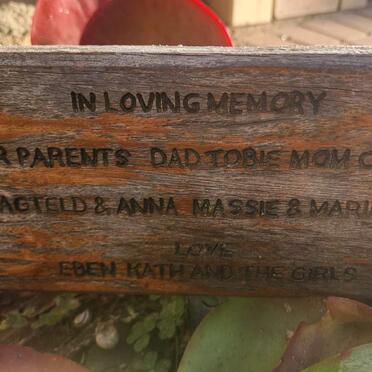 IN LOVING MEMORY
R PARENTS DAD TOBIE MOM C
AGTELD & ANNA MASSIE & MARI
LOVE
EBEN KATH AND THE GIRLS